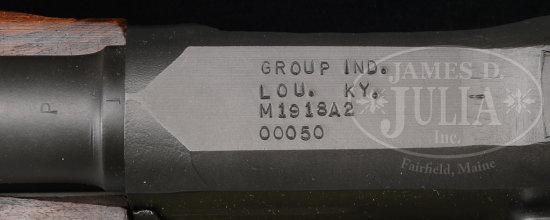 P
GROUP IND.
LOU. KY.
M1918A2
00050
JAMES D.
JULIA
Inc.
Fairfield, Maine